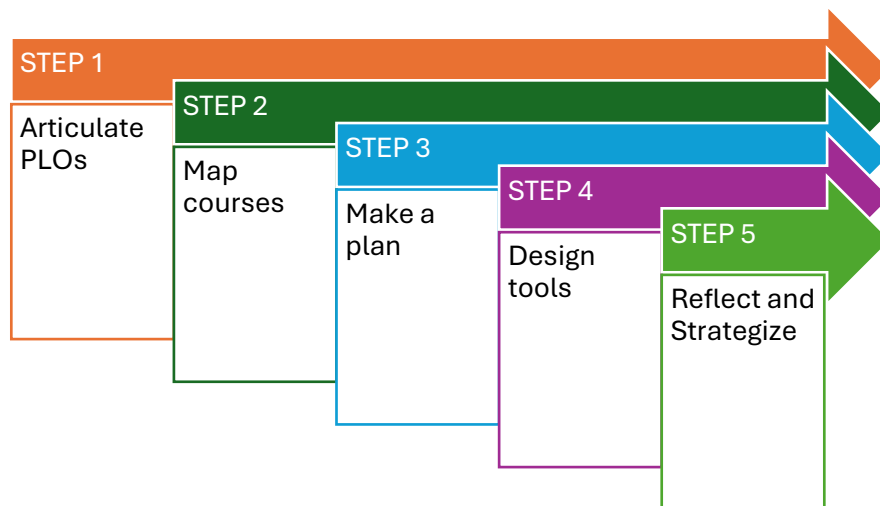 STEP 1
Articulate
PLOs
STEP 2
Map
courses
STEP 3
Make a
plan
STEP 4
Design
tools
STEP 5
Reflect and
Strategize